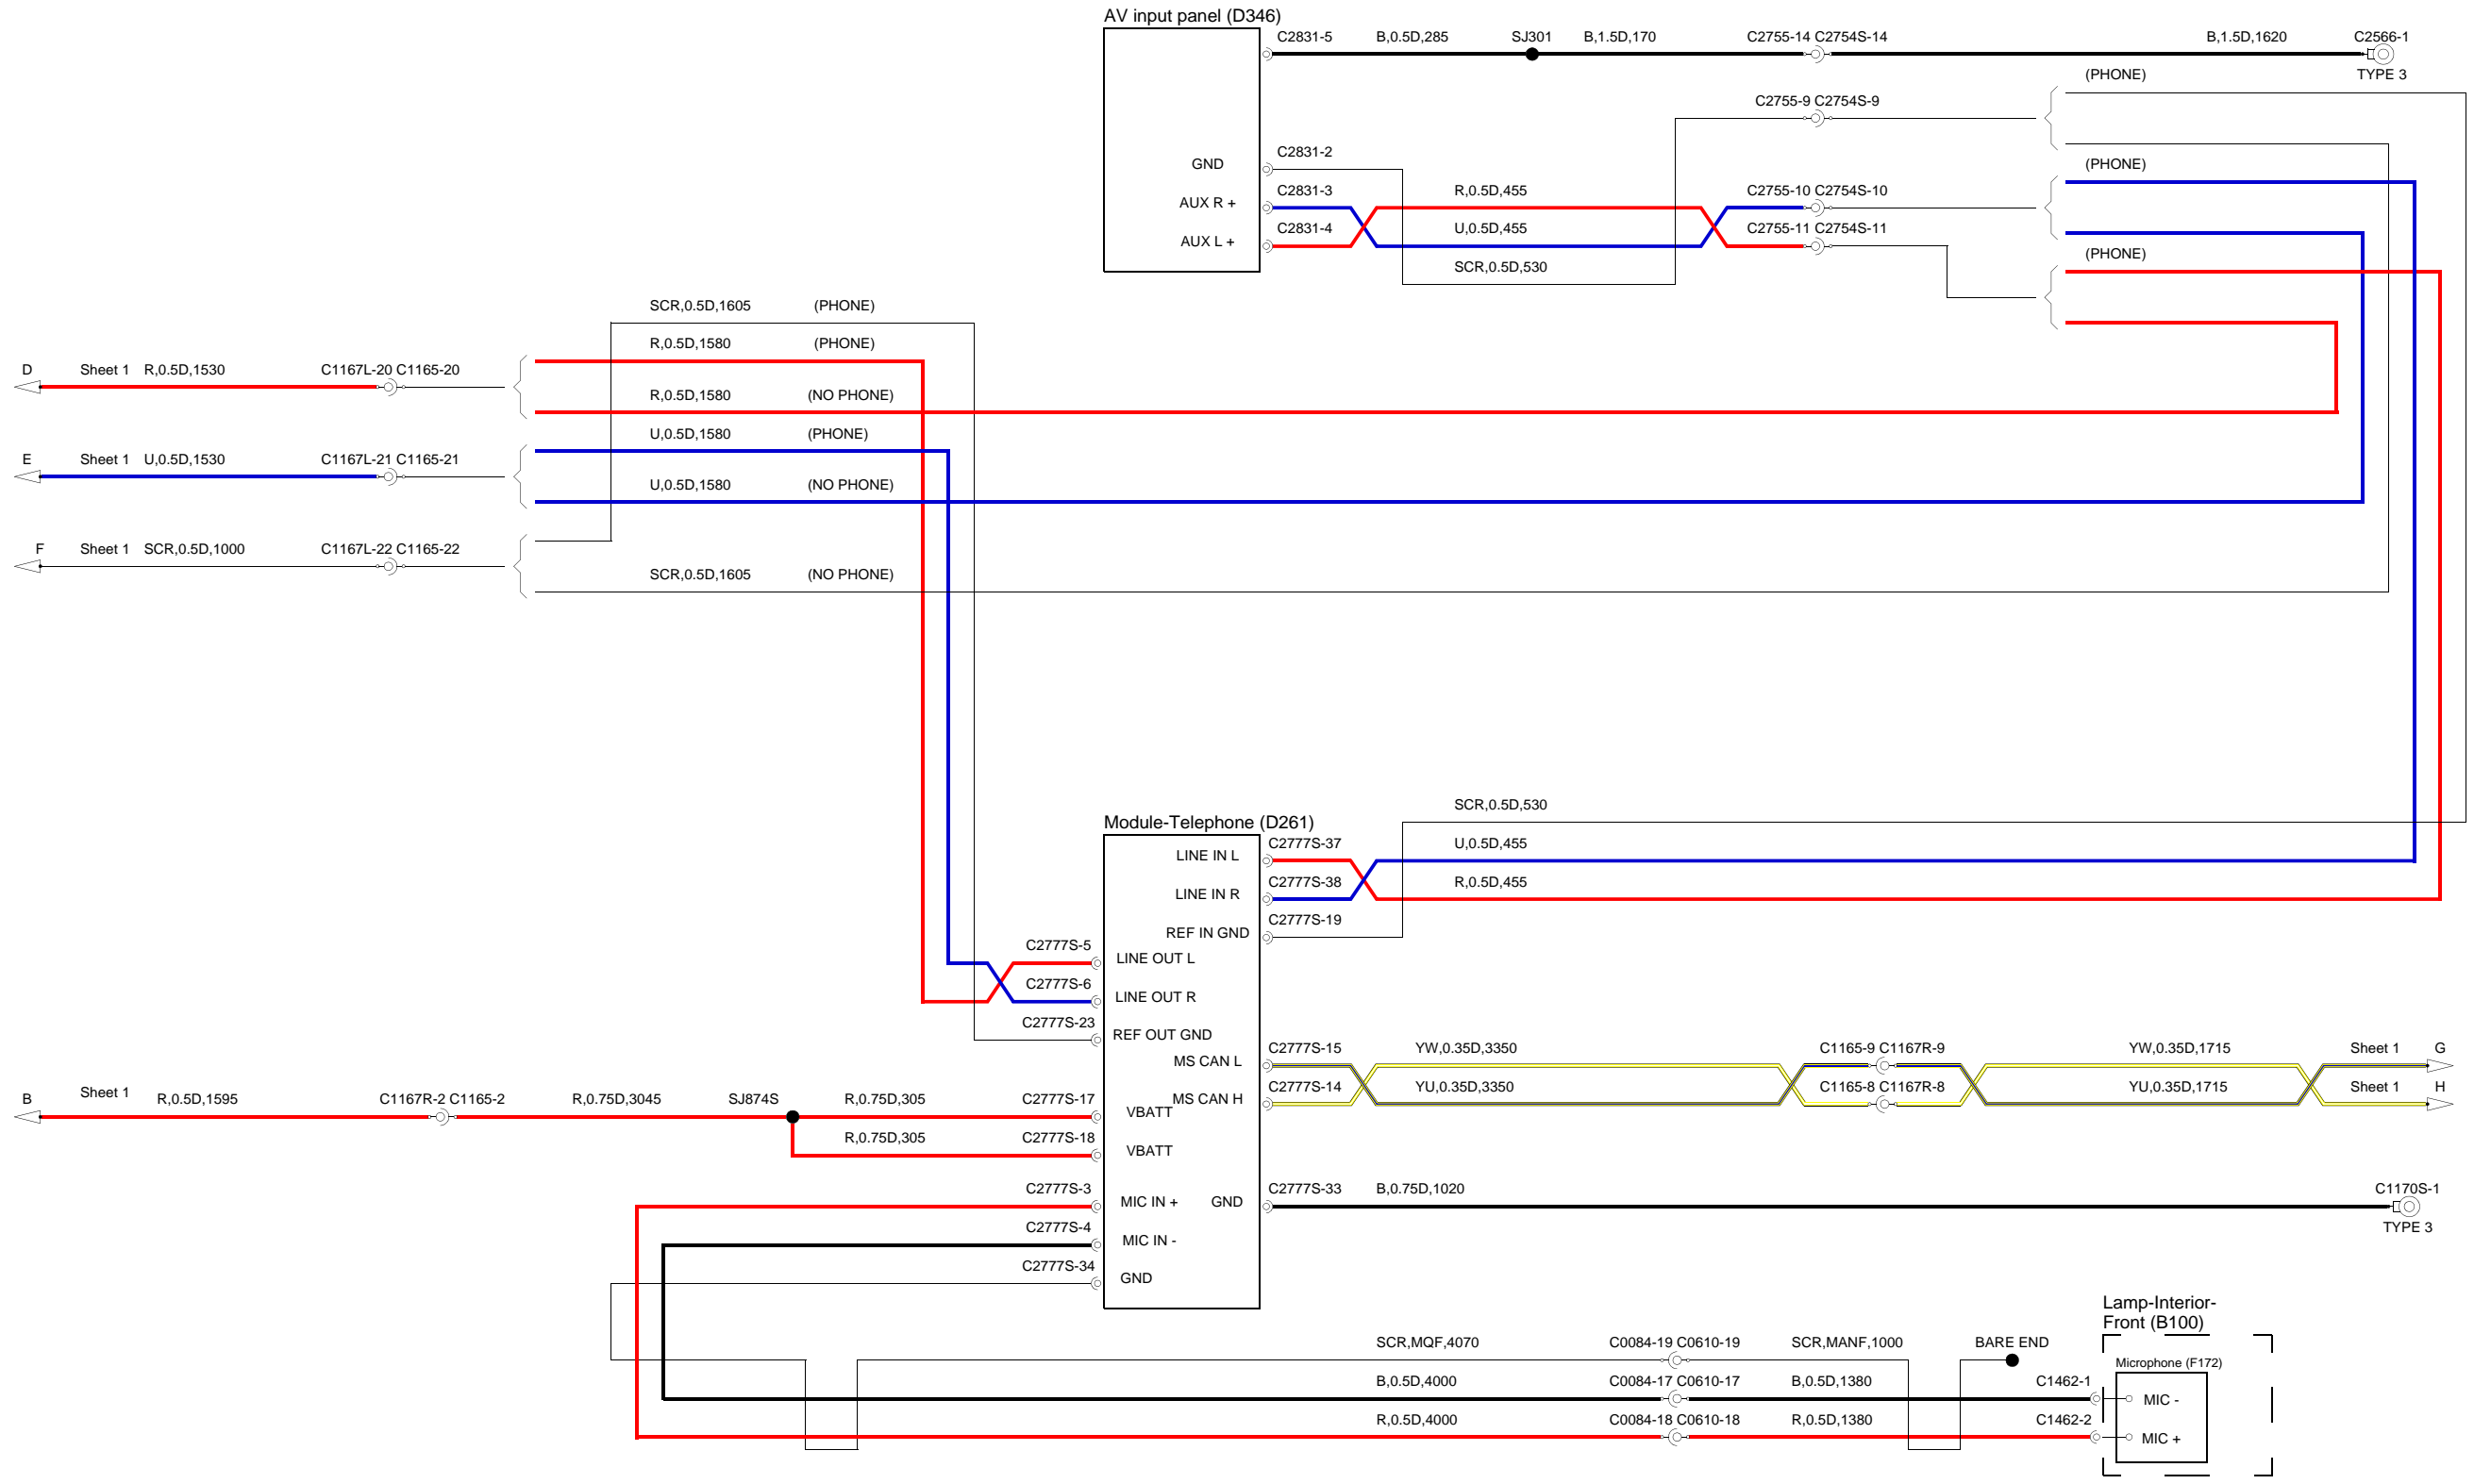 AV input panel (D346)
C2831-5 B,0.5D,285 SJ301 B,1.5D,170 C2755-14 C2754S-14 B,1.5D,1620 C2566-1
TYPE 3
(PHONE)
C2755-9 C2754S-9
C2831-2
GND
(PHONE)
C2831-3 R,0.5D,455 C2755-10 C2754S-10
AUX R +
C2831-4 U,0.5D,455 C2755-11 C2754S-11
AUX L +
(PHONE)
SCR,0.5D,530
SCR,0.5D,1605 (PHONE)
R,0.5D,1580 (PHONE)
D Sheet 1 R,0.5D,1530 C1167L-20 C1165-20
R,0.5D,1580 (NO PHONE)
U,0.5D,1580 (PHONE)
E Sheet 1 U,0.5D,1530 C1167L-21 C1165-21
U,0.5D,1580 (NO PHONE)
F Sheet 1 SCR,0.5D,1000 C1167L-22 C1165-22
SCR,0.5D,1605 (NO PHONE)
SCR,0.5D,530
Module-Telephone (D261)
C2777S-37 U,0.5D,455
LINE IN L
C2777S-38 R,0.5D,455
LINE IN R
C2777S-19
REF IN GND
C2777S-5
LINE OUT L
C2777S-6
LINE OUT R
C2777S-23
REF OUT GND
C2777S-15 YW,0.35D,3350 C1165-9 C1167R-9 YW,0.35D,1715 Sheet 1 G
MS CAN L
C2777S-14 YU,0.35D,3350 C1165-8 C1167R-8 YU,0.35D,1715 Sheet 1 H
MS CAN H
B Sheet 1 R,0.5D,1595 C1167R-2 C1165-2 R,0.75D,3045 SJ874S R,0.75D,305 C2777S-17
VBATT
R,0.75D,305 C2777S-18
VBATT
C2777S-3
MIC IN + GND
C2777S-33 B,0.75D,1020 C1170S-1
TYPE 3
C2777S-4
MIC IN -
C2777S-34
GND
Lamp-Interior-
Front (B100)
SCR,MQF,4070 C0084-19 C0610-19 SCR,MANF,1000 BARE END
Microphone (F172)
B,0.5D,4000 C0084-17 C0610-17 B,0.5D,1380 C1462-1
MIC -
R,0.5D,4000 C0084-18 C0610-18 R,0.5D,1380 C1462-2
MIC +